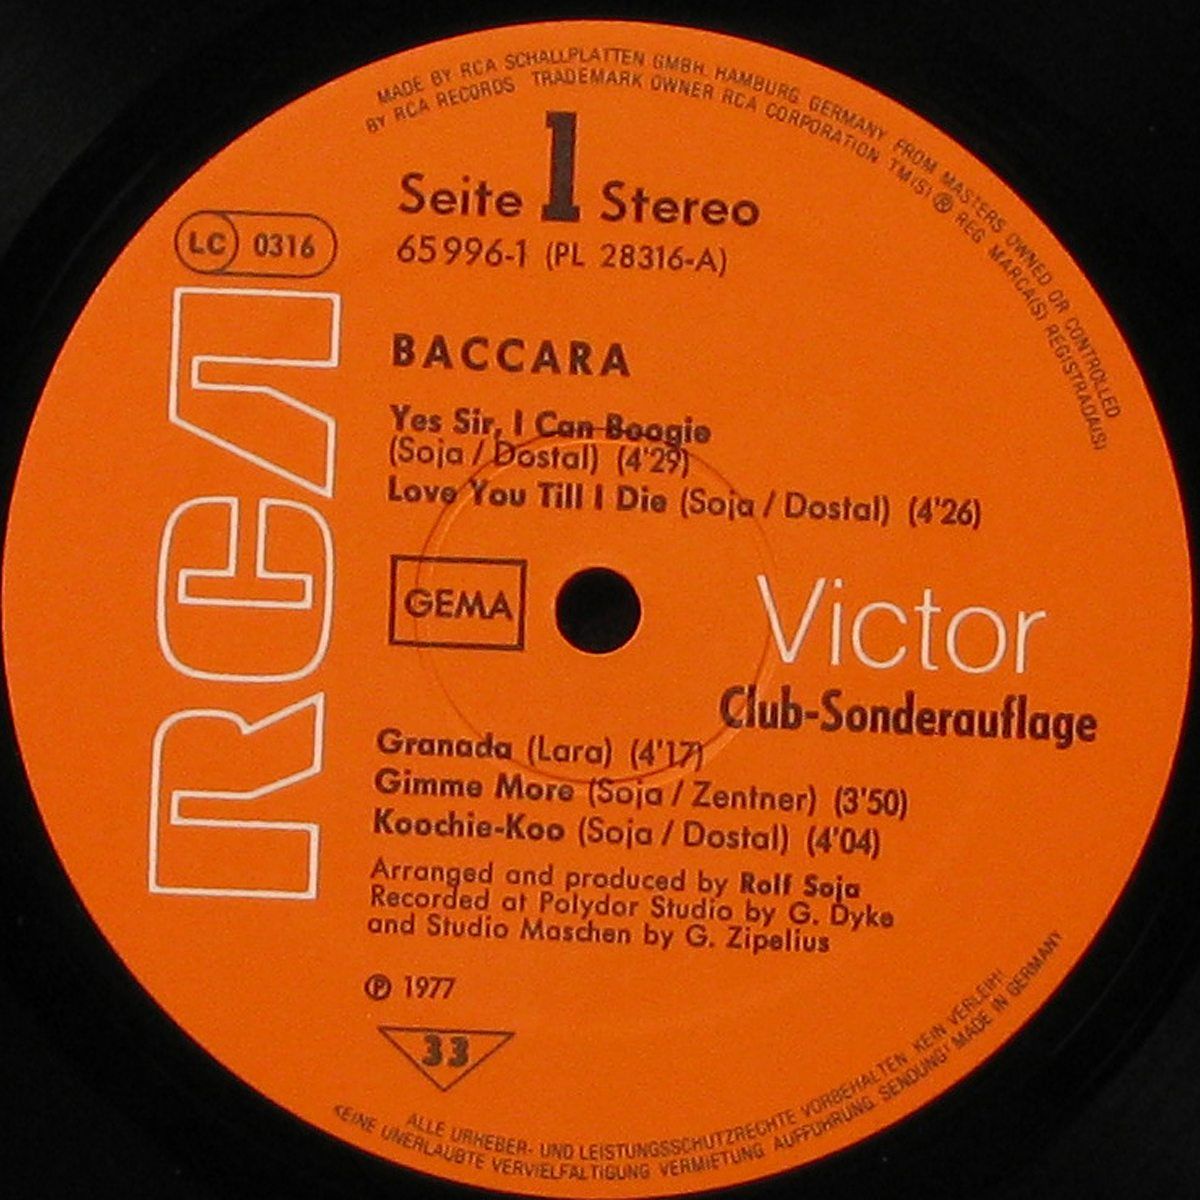 MADE BY RCA SCHALLPLATTEN GMBH, HAMBURG, GERMANY FROM MASTERS OWNED OR CONTROLLED
BY RCA RECORDS TRADEMARK OWNER RCA CORPORATION TM(S) ® REG. MARCA(S) REGISTRADA(S)
Seite 1 Stereo
65996-1 (PL 28316-A)
LC 0316
RCA
BACCARA
Yes Sir, I Can Boogie
(Soja / Dostal) (4'29)
Love You Till I Die (Soja / Dostal) (4'26)
GEMA
Victor
Club-Sonderauflage
Granada (Lara) (4'17)
Gimme More (Soja / Zentner) (3'50)
Koochie-Koo (Soja / Dostal) (4'04)
Arranged and produced by Rolf Soja
Recorded at Polydor Studio by G. Dyke
and Studio Maschen by G. Zipelius
℗ 1977
33
ALLE URHEBER- UND LEISTUNGSSCHUTZRECHTE VORBEHALTEN KEIN VERLEIH!
KEINE UNERLAUBTE VERVIELFÄLTIGUNG VERMIETUNG AUFFÜHRUNG, SENDUNG! MADE IN GERMANY